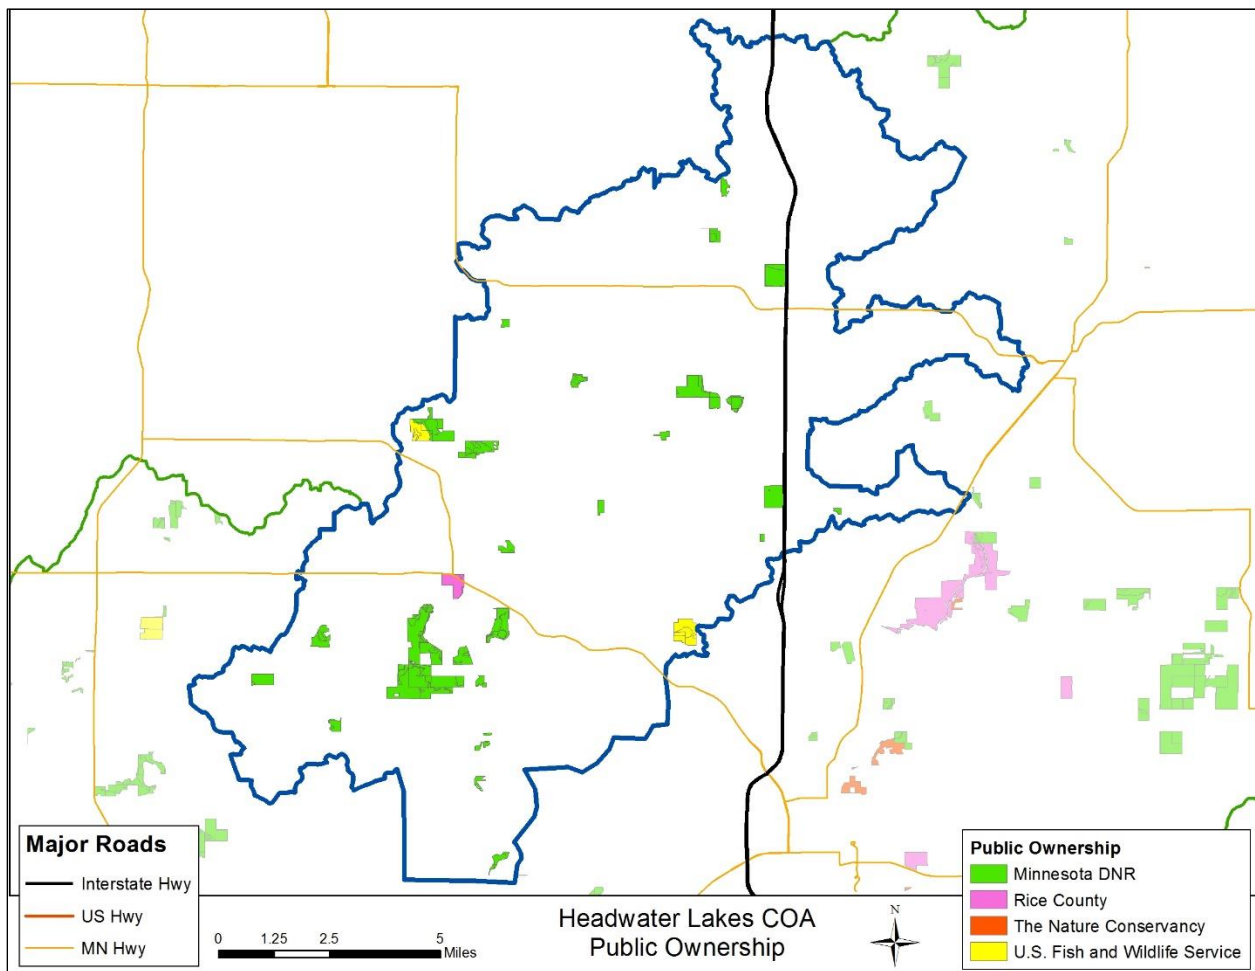 Major Roads
Interstate Hwy
US Hwy
MN Hwy
0 1.25 2.5 5
Miles
Headwater Lakes COA
Public Ownership
N
Public Ownership
Minnesota DNR
Rice County
The Nature Conservancy
U.S. Fish and Wildlife Service